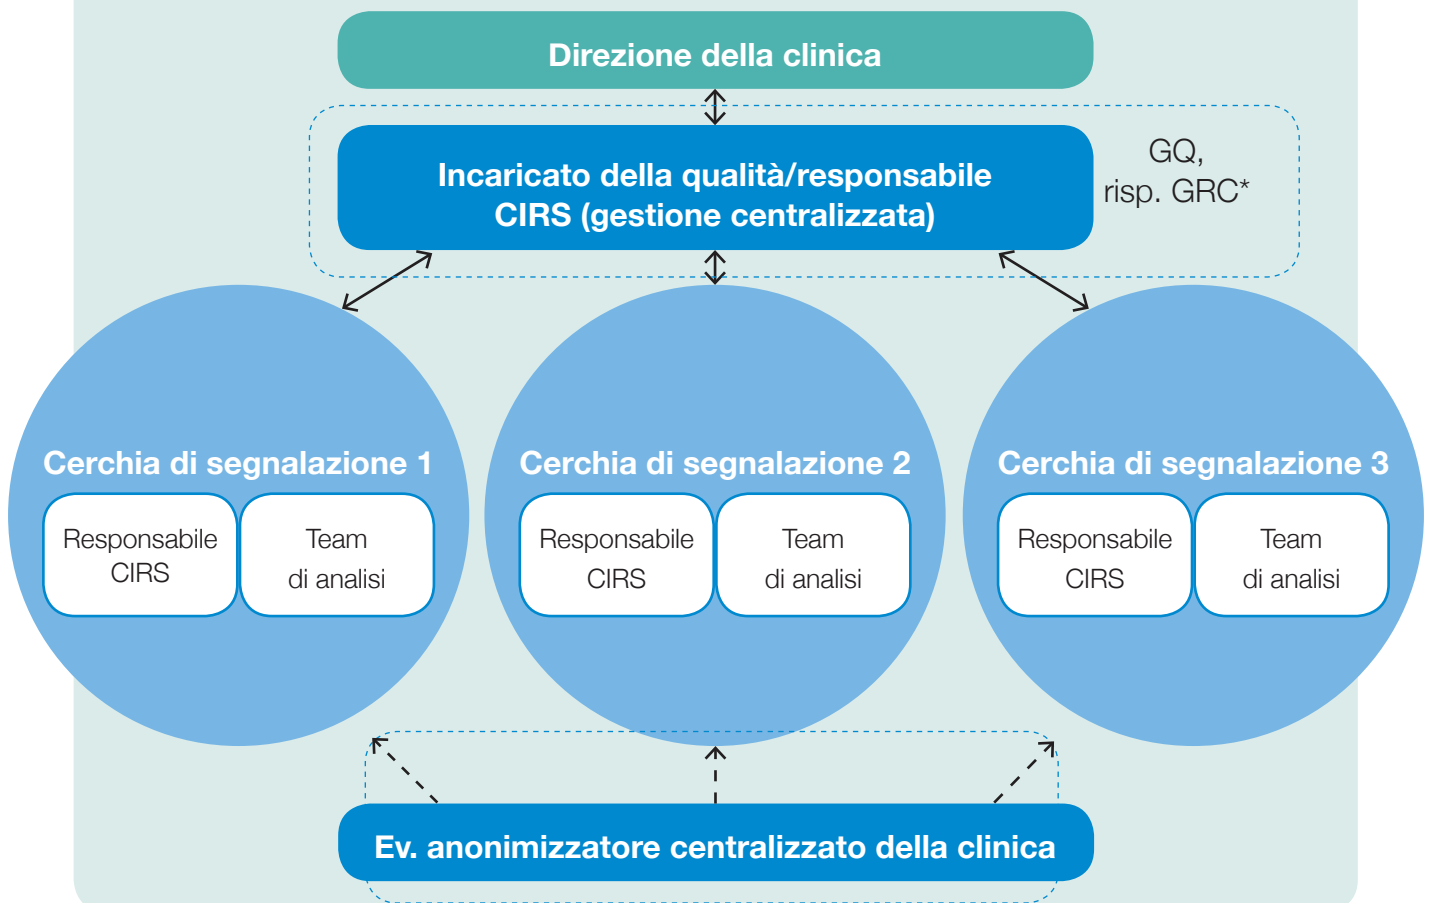 Direzione della clinica
Incaricato della qualità/responsabile
CIRS (gestione centralizzata)
GQ,
risp. GRC*
Cerchia di segnalazione 1
Responsabile
CIRS
Team
di analisi
Cerchia di segnalazione 2
Responsabile
CIRS
Team
di analisi
Cerchia di segnalazione 3
Responsabile
CIRS
Team
di analisi
Ev. anonimizzatore centralizzato della clinica